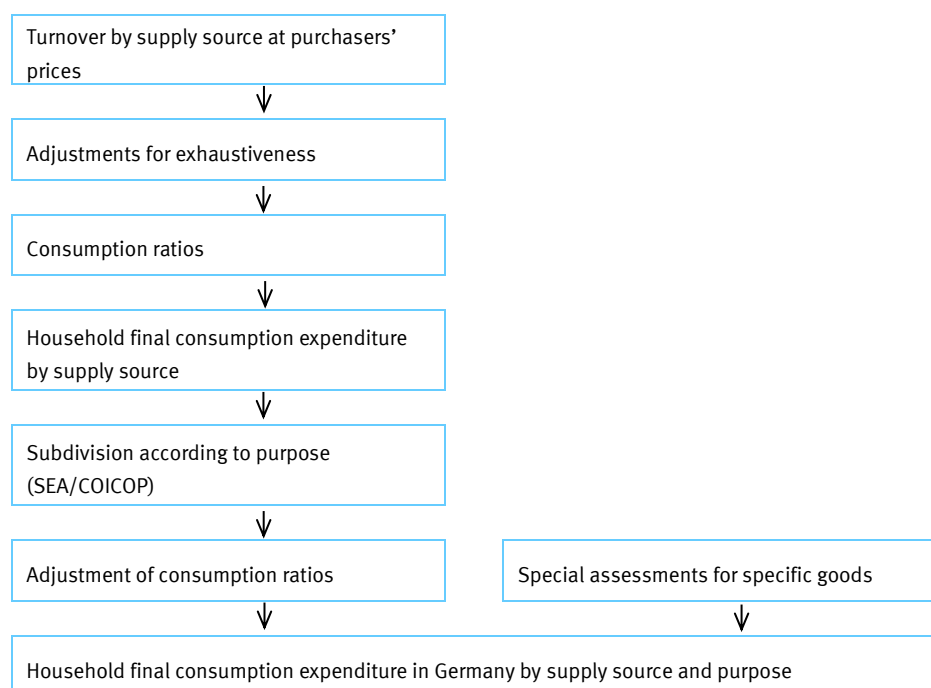 Turnover by supply source at purchasers’
prices
Adjustments for exhaustiveness
Consumption ratios
Household final consumption expenditure
by supply source
Subdivision according to purpose
(SEA/COICOP)
Adjustment of consumption ratios
Special assessments for specific goods
Household final consumption expenditure in Germany by supply source and purpose